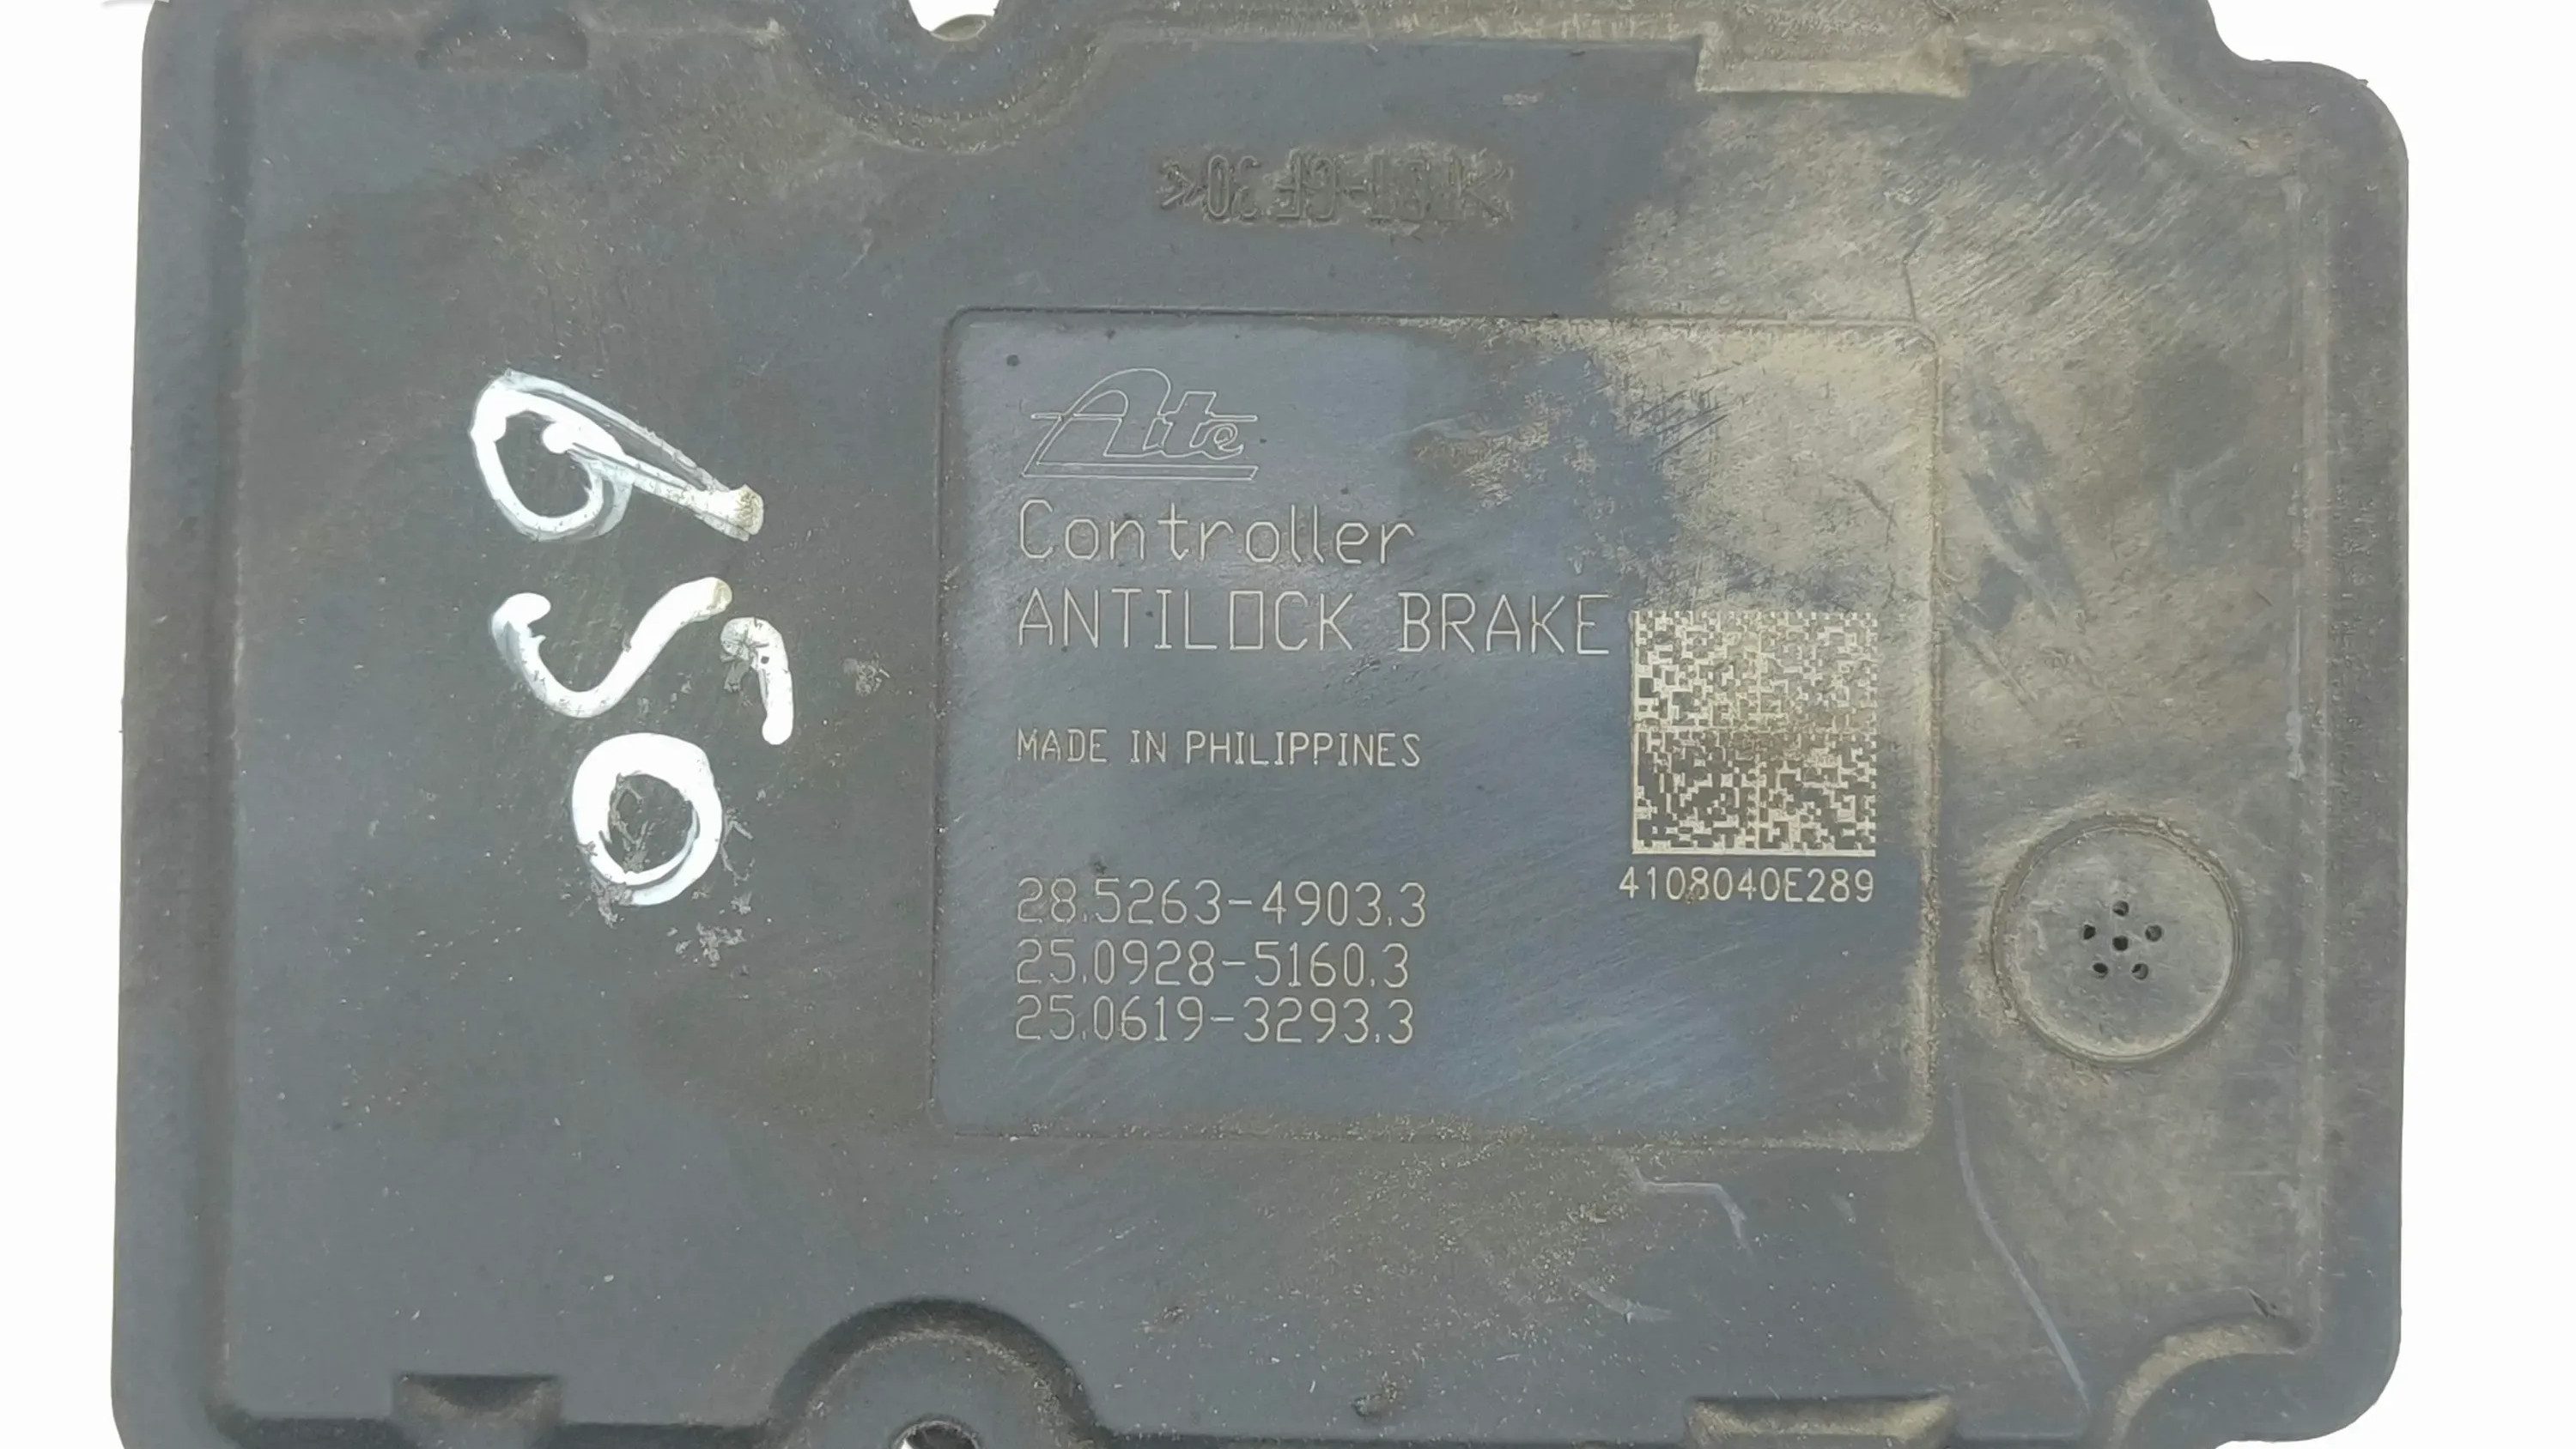 Ate
Controller
ANTILOCK BRAKE
MADE IN PHILIPPINES
4108040E289
28.5263-4903.3
25.0928-5160.3
25.0619-3293.3